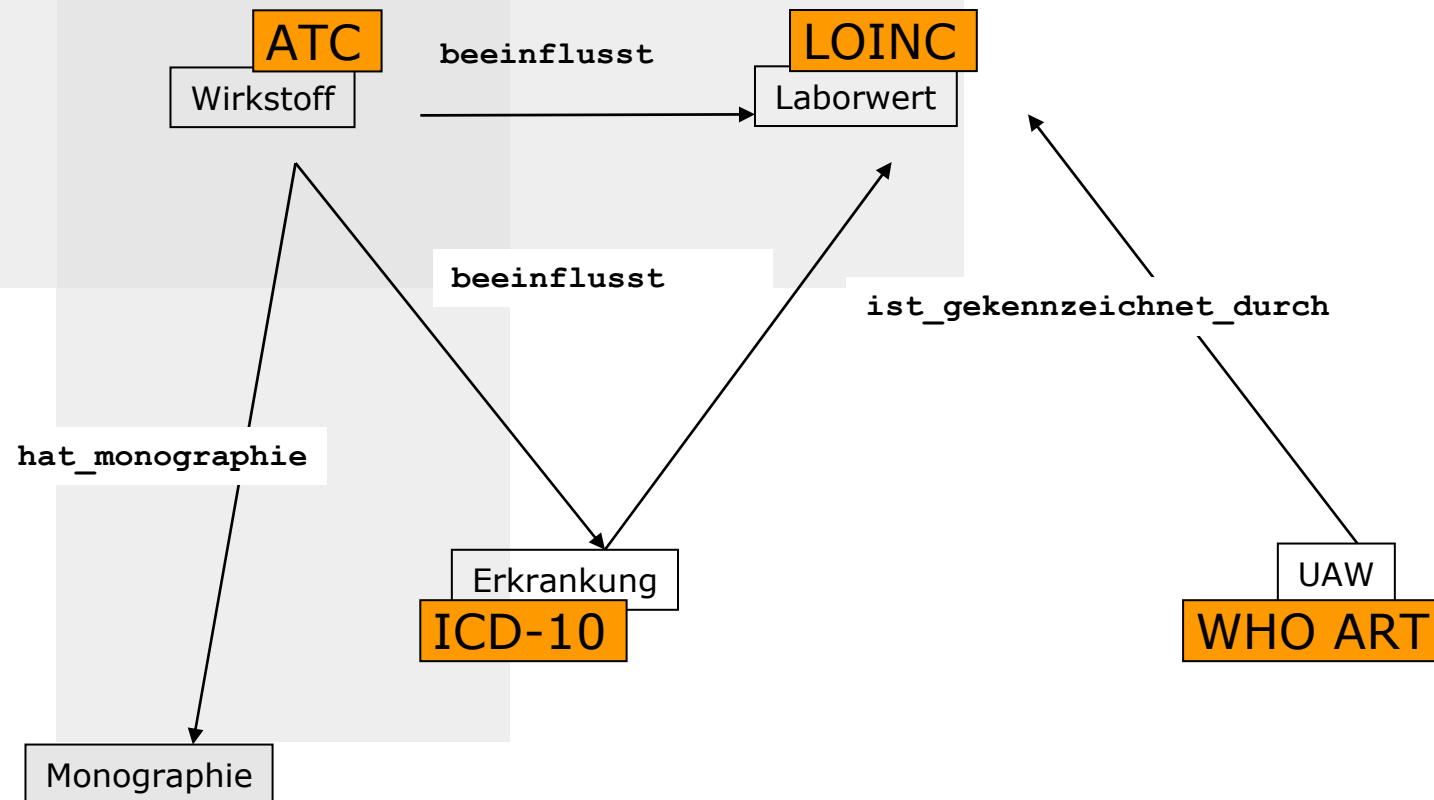 ATC
beeinflusst
LOINC
Wirkstoff
Laborwert
beeinflusst
ist_gekennzeichnet_durch
hat_monographie
Erkrankung
UAW
ICD-10
WHO ART
Monographie